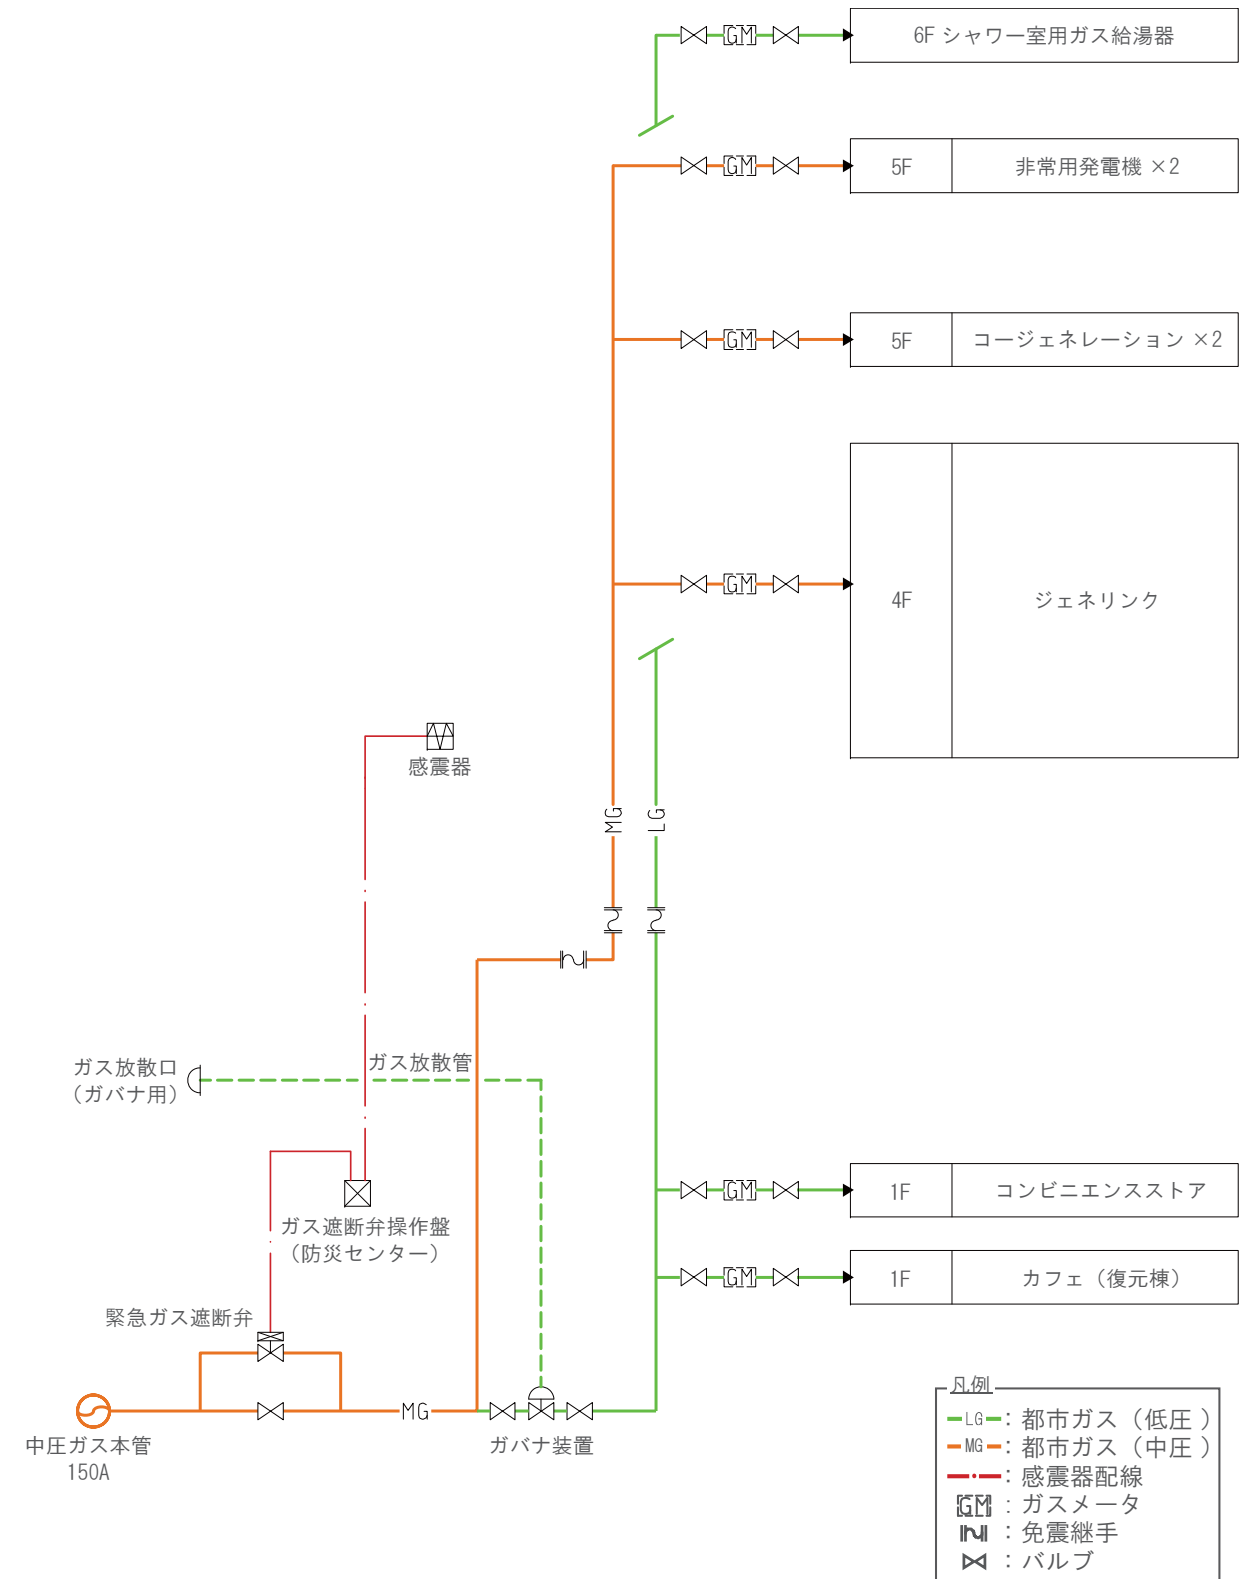 GM
6F シャワー室用ガス給湯器
GM
5F 非常用発電機 ×2
GM
5F コージェネレーション ×2
GM
4F ジェネリンク
感震器
MG
LG
ガス放散口
（ガバナ用）
ガス放散管
GM
1F コンビニエンスストア
ガス遮断弁操作盤
（防災センター）
GM
1F カフェ（復元棟）
緊急ガス遮断弁
MG
中圧ガス本管
150A
ガバナ装置
凡例
LG ：都市ガス（低圧）
MG ：都市ガス（中圧）
：感震器配線
GM ：ガスメータ
：免震継手
：バルブ